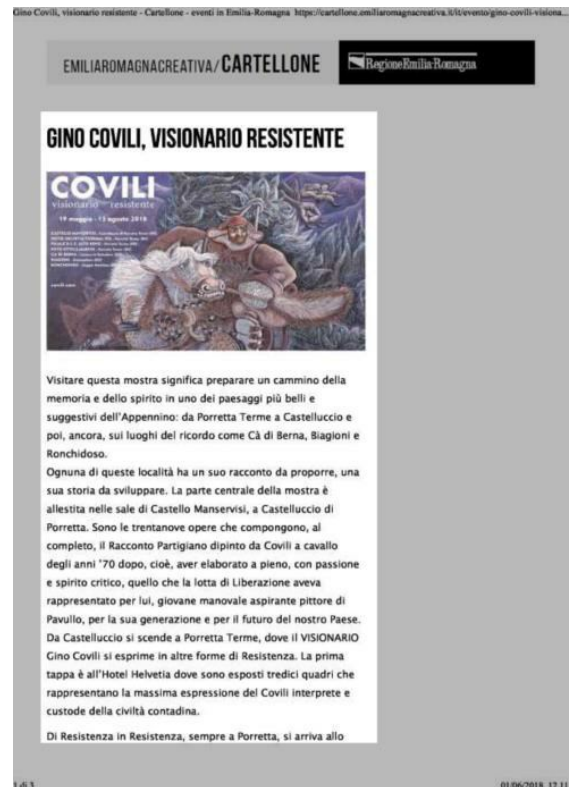 Gino Covili, visionario resistente - Cartellone - eventi in Emilia-Romagna https://cartellone.emiliaromagnacreativa.it/it/evento/gino-covili-visiona...
EMILIAROMAGNACREATIVA/CARTELLONE
RegioneEmilia-Romagna
GINO COVILI, VISIONARIO RESISTENTE
COVILI
visionario resistente
19 maggio - 15 agosto 2018
covili.com
Visitare questa mostra significa preparare un cammino della
memoria e dello spirito in uno dei paesaggi più belli e
suggestivi dell'Appennino: da Porretta Terme a Castelluccio e
poi, ancora, sui luoghi del ricordo come Cà di Berna, Biagioni e
Ronchidoso.
Ognuna di queste località ha un suo racconto da proporre, una
sua storia da sviluppare. La parte centrale della mostra è
allestita nelle sale di Castello Manservisi, a Castelluccio di
Porretta. Sono le trentanove opere che compongono, al
completo, il Racconto Partigiano dipinto da Covili a cavallo
degli anni '70 dopo, cioè, aver elaborato a pieno, con passione
e spirito critico, quello che la lotta di Liberazione aveva
rappresentato per lui, giovane manovale aspirante pittore di
Pavullo, per la sua generazione e per il futuro del nostro Paese.
Da Castelluccio si scende a Porretta Terme, dove il VISIONARIO
Gino Covili si esprime in altre forme di Resistenza. La prima
tappa è all'Hotel Helvetia dove sono esposti tredici quadri che
rappresentano la massima espressione del Covili interprete e
custode della civiltà contadina.
Di Resistenza in Resistenza, sempre a Porretta, si arriva allo
1 di 3
01/06/2018, 12:11